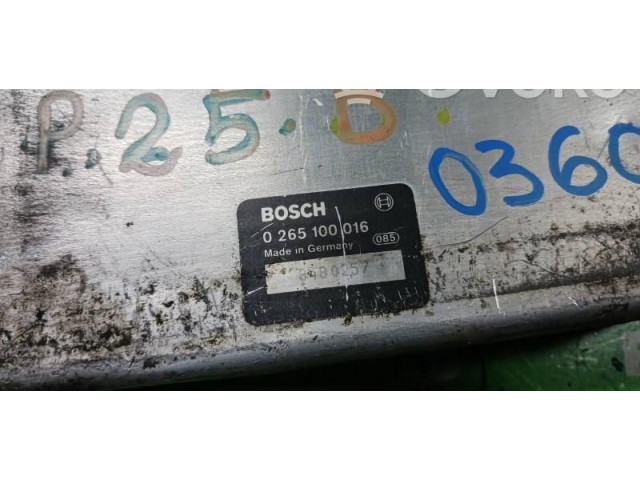 P.25.D.
0360
BOSCH
0 265 100 016
Made in Germany 085